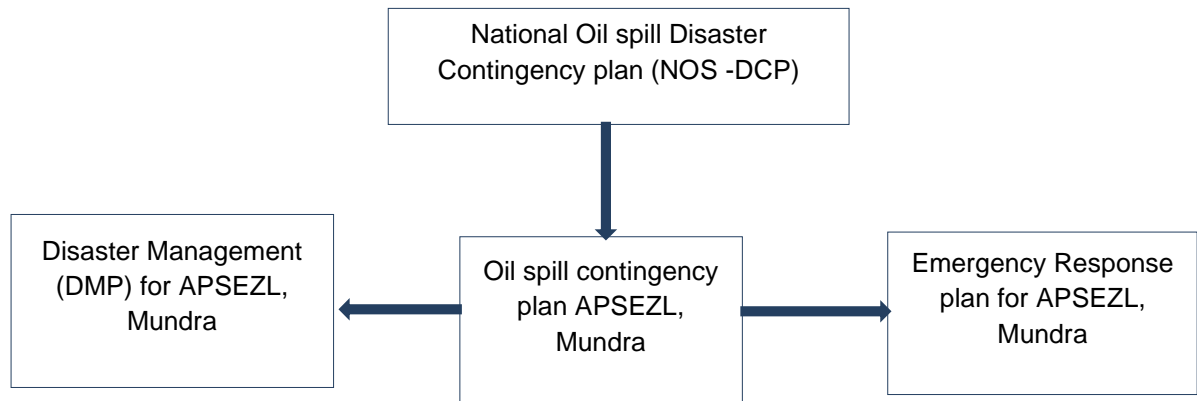 National Oil spill Disaster
Contingency plan (NOS -DCP)
Disaster Management
(DMP) for APSEZL,
Mundra
Oil spill contingency
plan APSEZL,
Mundra
Emergency Response
plan for APSEZL,
Mundra